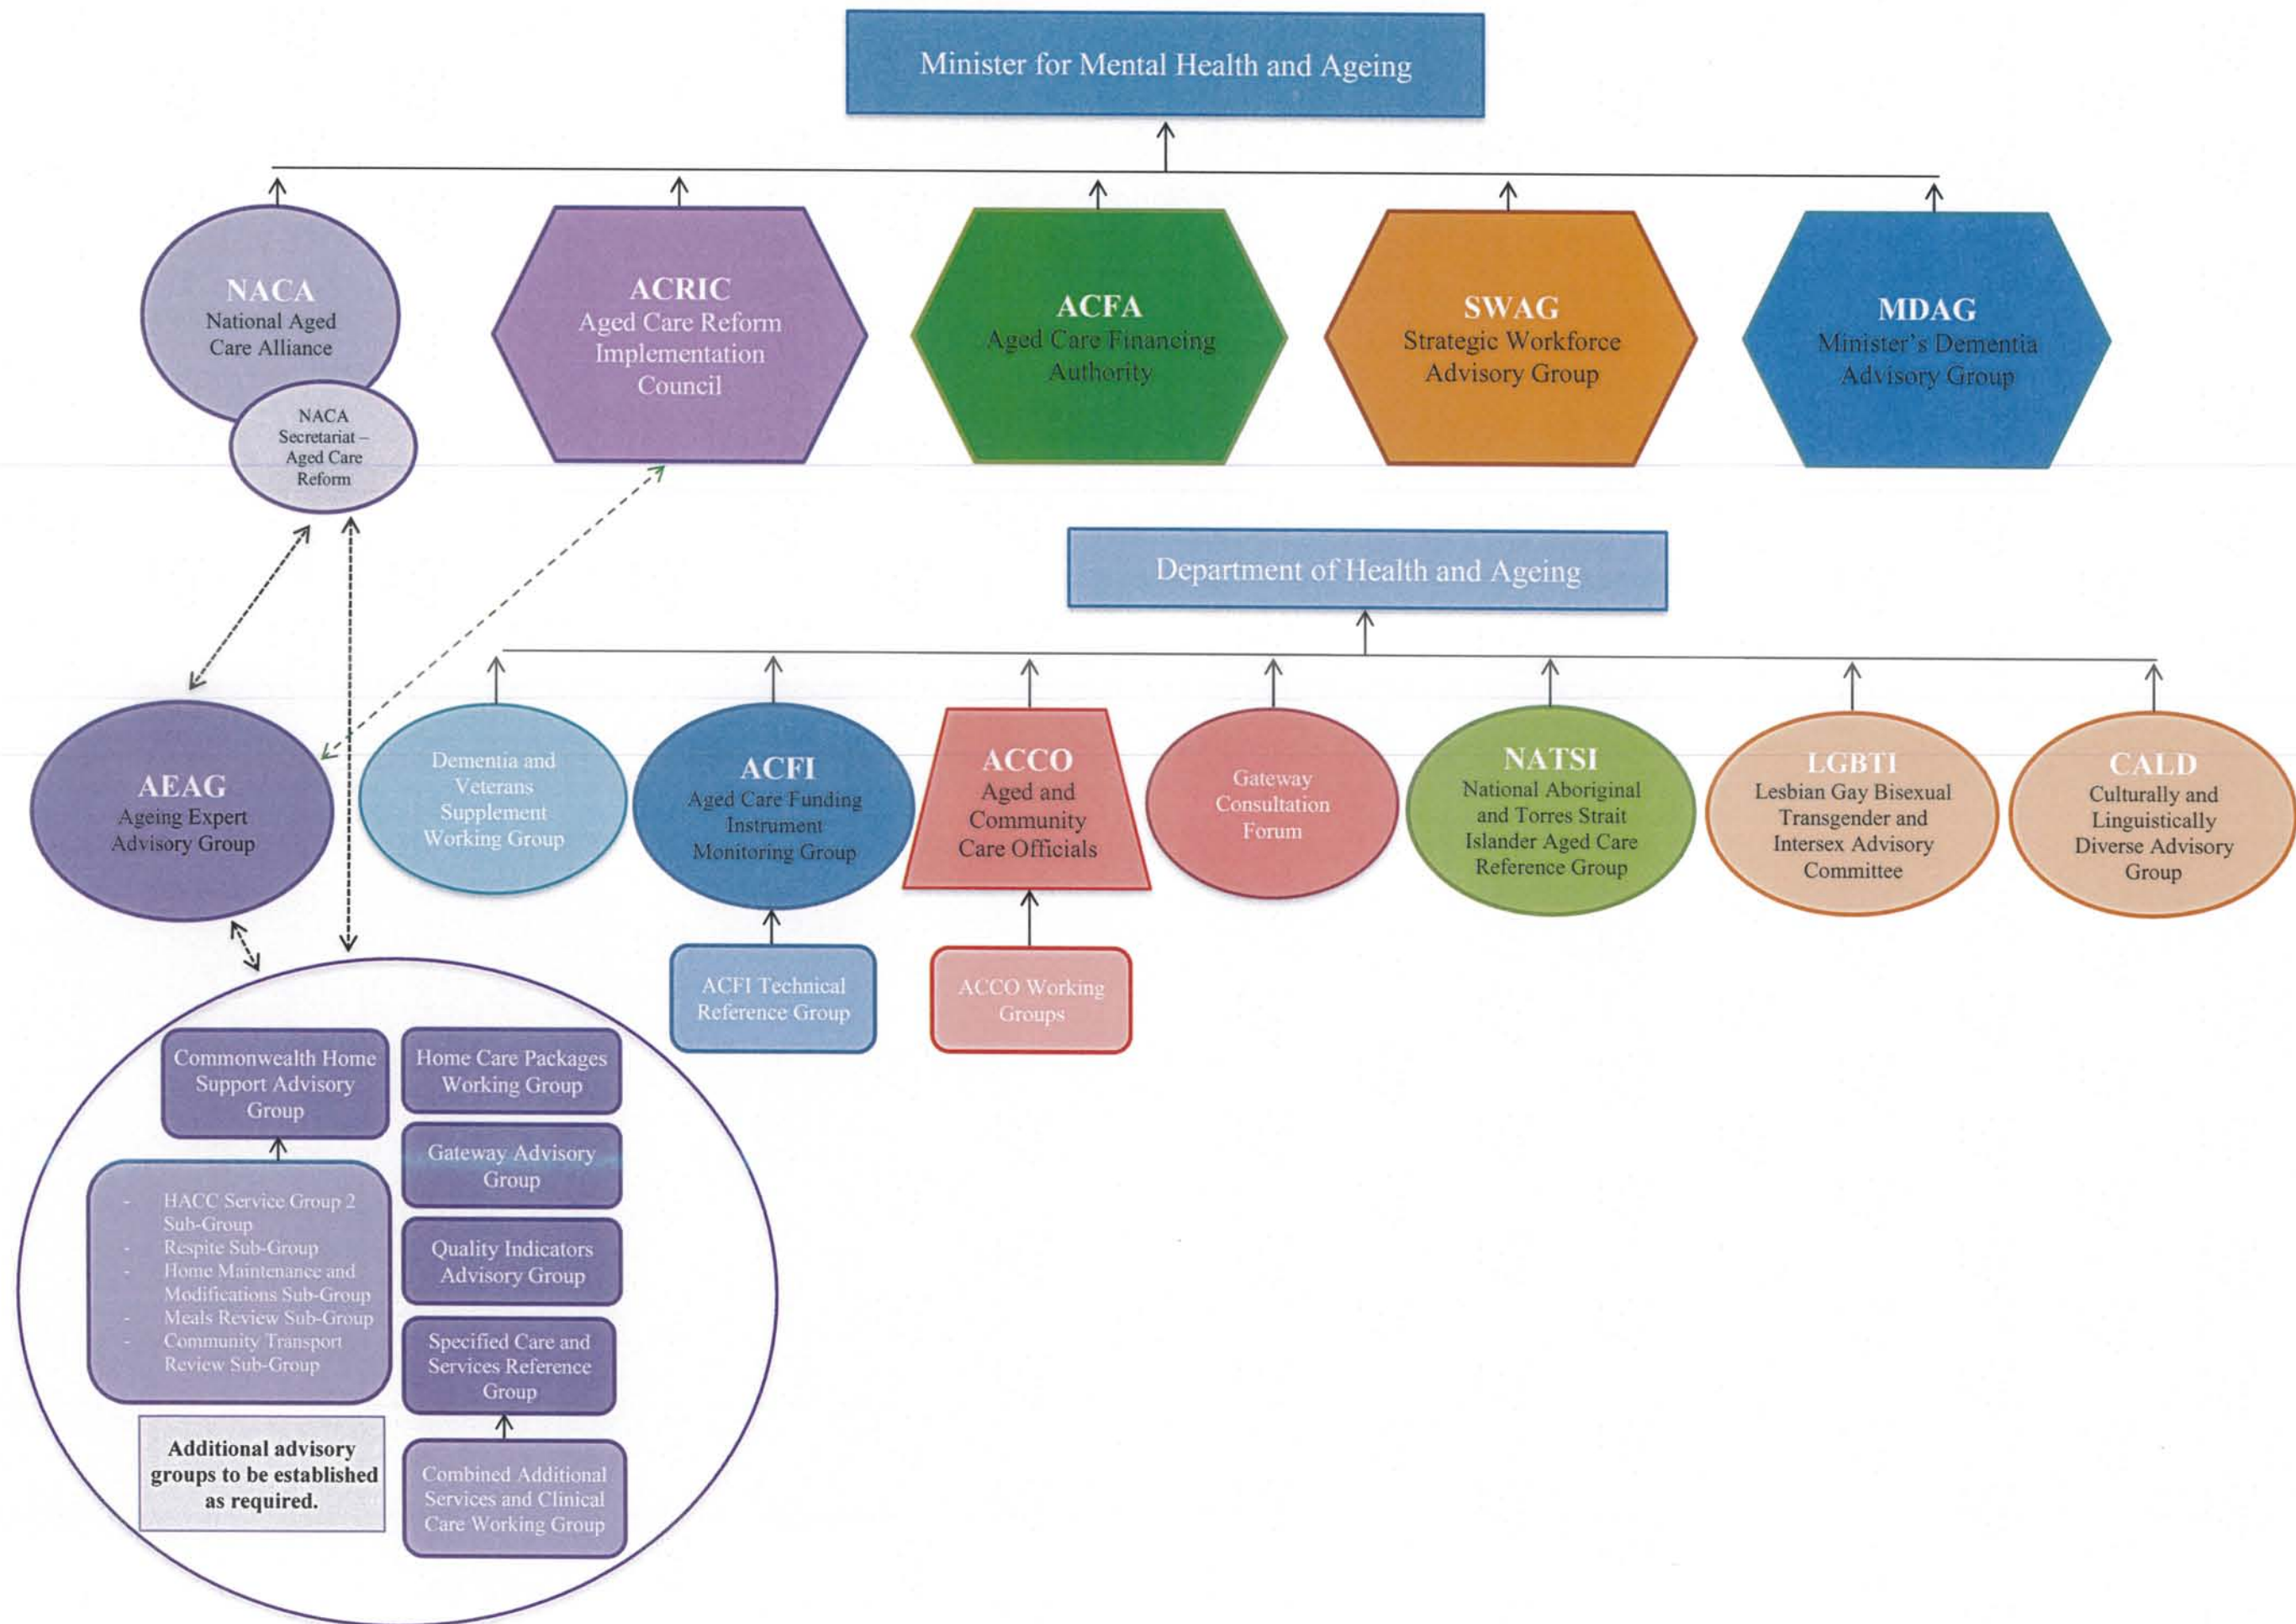 Minister for Mental Health and Ageing
NACA
National Aged
Care Alliance
NACA
Secretariat –
Aged Care
Reform
ACRIC
Aged Care Reform
Implementation
Council
ACFA
Aged Care Financing
Authority
SWAG
Strategic Workforce
Advisory Group
MDAG
Minister's Dementia
Advisory Group
Department of Health and Ageing
AEAG
Ageing Expert
Advisory Group
Dementia and
Veterans
Supplement
Working Group
ACFI
Aged Care Funding
Instrument
Monitoring Group
ACCO
Aged and
Community
Care Officials
Gateway
Consultation
Forum
NATSI
National Aboriginal
and Torres Strait
Islander Aged Care
Reference Group
LGBTI
Lesbian Gay Bisexual
Transgender and
Intersex Advisory
Committee
CALD
Culturally and
Linguistically
Diverse Advisory
Group
ACFI Technical
Reference Group
ACCO Working
Groups
Commonwealth Home
Support Advisory
Group
- HACC Service Group 2
Sub-Group
- Respite Sub-Group
- Home Maintenance and
Modifications Sub-Group
- Meals Review Sub-Group
- Community Transport
Review Sub-Group
Additional advisory
groups to be established
as required.
Home Care Packages
Working Group
Gateway Advisory
Group
Quality Indicators
Advisory Group
Specified Care and
Services Reference
Group
Combined Additional
Services and Clinical
Care Working Group